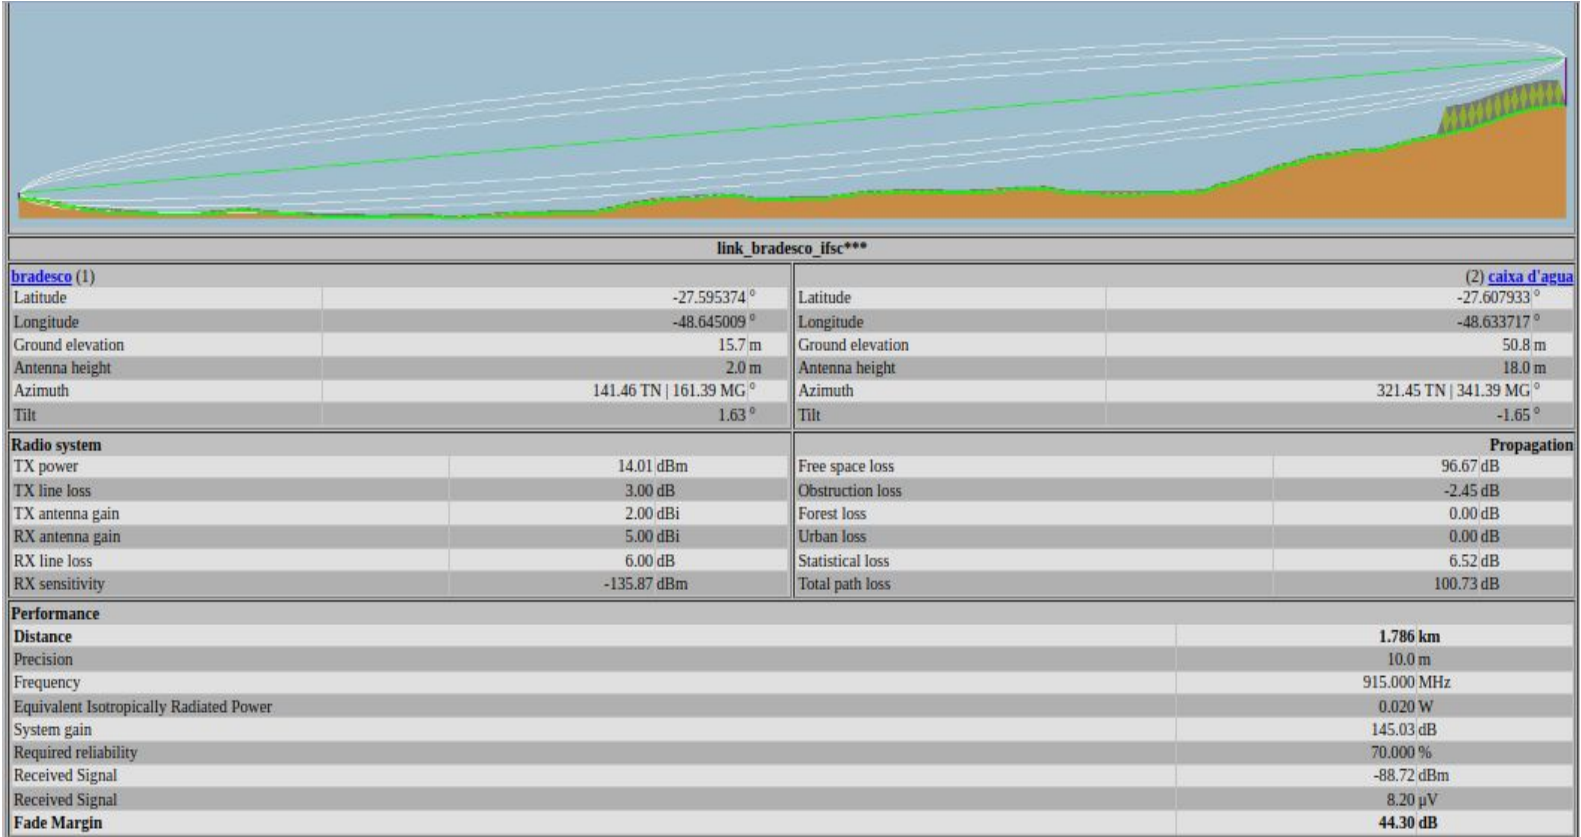 link_bradesco_ifsc***
bradesco (1)
(2) caixa d'agua
Latitude -27.595374 ° Latitude -27.607933 °
Longitude -48.645009 ° Longitude -48.633717 °
Ground elevation 15.7 m Ground elevation 50.8 m
Antenna height 2.0 m Antenna height 18.0 m
Azimuth 141.46 TN | 161.39 MG ° Azimuth 321.45 TN | 341.39 MG °
Tilt 1.63 ° Tilt -1.65 °
Radio system Propagation
TX power 14.01 dBm Free space loss 96.67 dB
TX line loss 3.00 dB Obstruction loss -2.45 dB
TX antenna gain 2.00 dBi Forest loss 0.00 dB
RX antenna gain 5.00 dBi Urban loss 0.00 dB
RX line loss 6.00 dB Statistical loss 6.52 dB
RX sensitivity -135.87 dBm Total path loss 100.73 dB
Performance
Distance 1.786 km
Precision 10.0 m
Frequency 915.000 MHz
Equivalent Isotropically Radiated Power 0.020 W
System gain 145.03 dB
Required reliability 70.000 %
Received Signal -88.72 dBm
Received Signal 8.20 µV
Fade Margin 44.30 dB